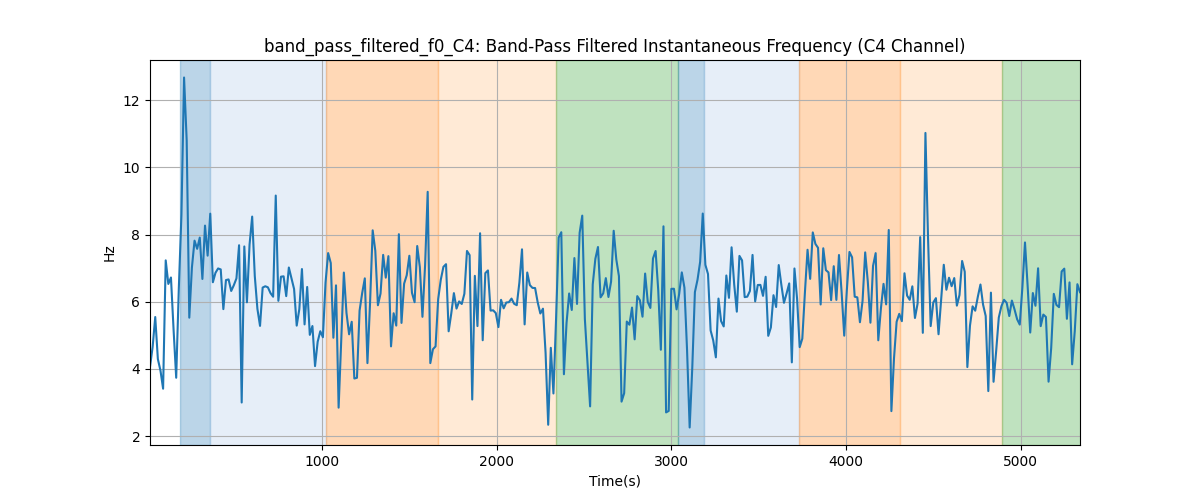 band_pass_filtered_f0_C4: Band-Pass Filtered Instantaneous Frequency (C4 Channel)
Hz
12
10
8
6
4
2
1000 2000 3000 4000 5000
Time(s)